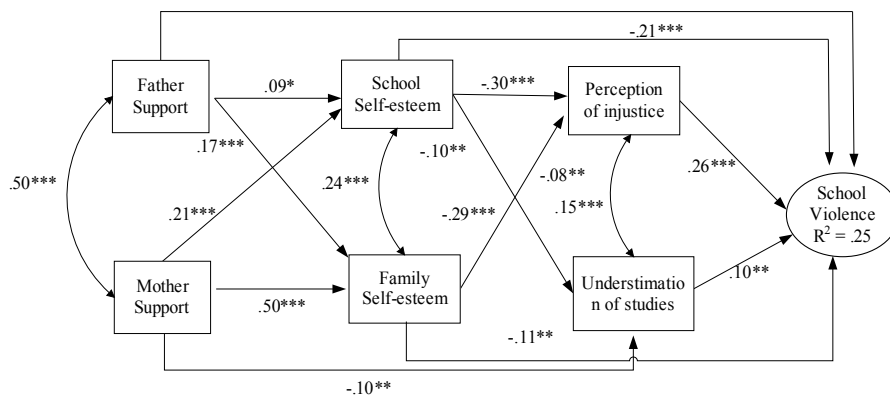 -.21***
Father
Support
.09*
School
Self-esteem
-.30***
Perception
of injustice
.17***
-.10**
-.08**
.26***
.50***
.24***
.21***
-.29***
.15***
School
Violence
R² = .25
Mother
Support
.50***
Family
Self-esteem
Understimatio
n of studies
.10**
-.11**
-.10**